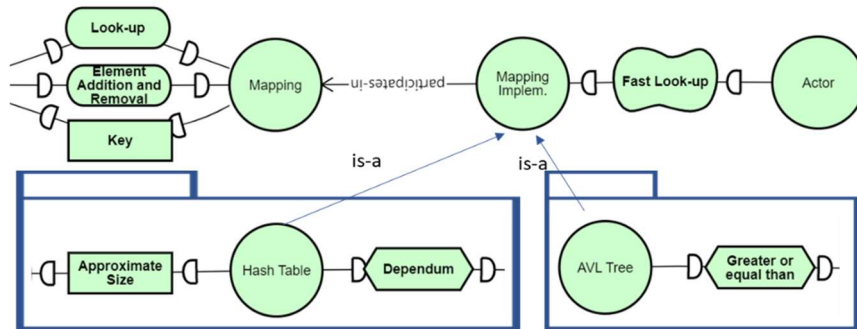 Look-up
Element
Addition and
Removal
Key
Mapping
participates-in
Mapping
Implem.
Fast Look-up
Actor
is-a
is-a
Approximate
Size
Hash Table
Dependum
AVL Tree
Greater or
equal than